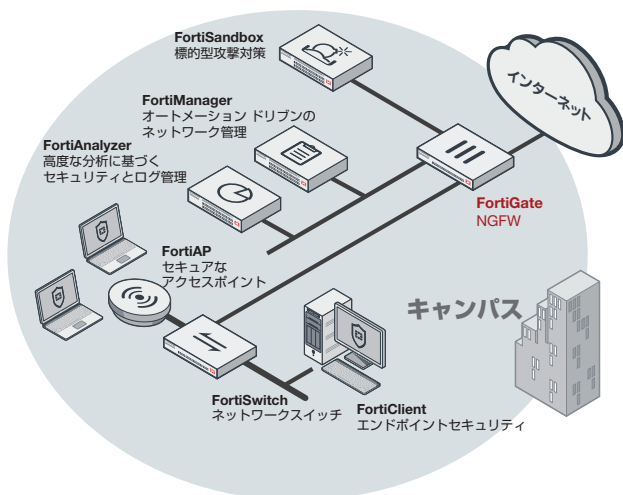 FortiSandbox
標的型攻撃対策
インターネット
FortiManager
オートメーション ドリブンの
ネットワーク管理
FortiAnalyzer
高度な分析に基づく
セキュリティとログ管理
FortiGate
NGFW
FortiAP
セキュアな
アクセスポイント
キャンパス
FortiSwitch
ネットワークスイッチ
FortiClient
エンドポイントセキュリティ